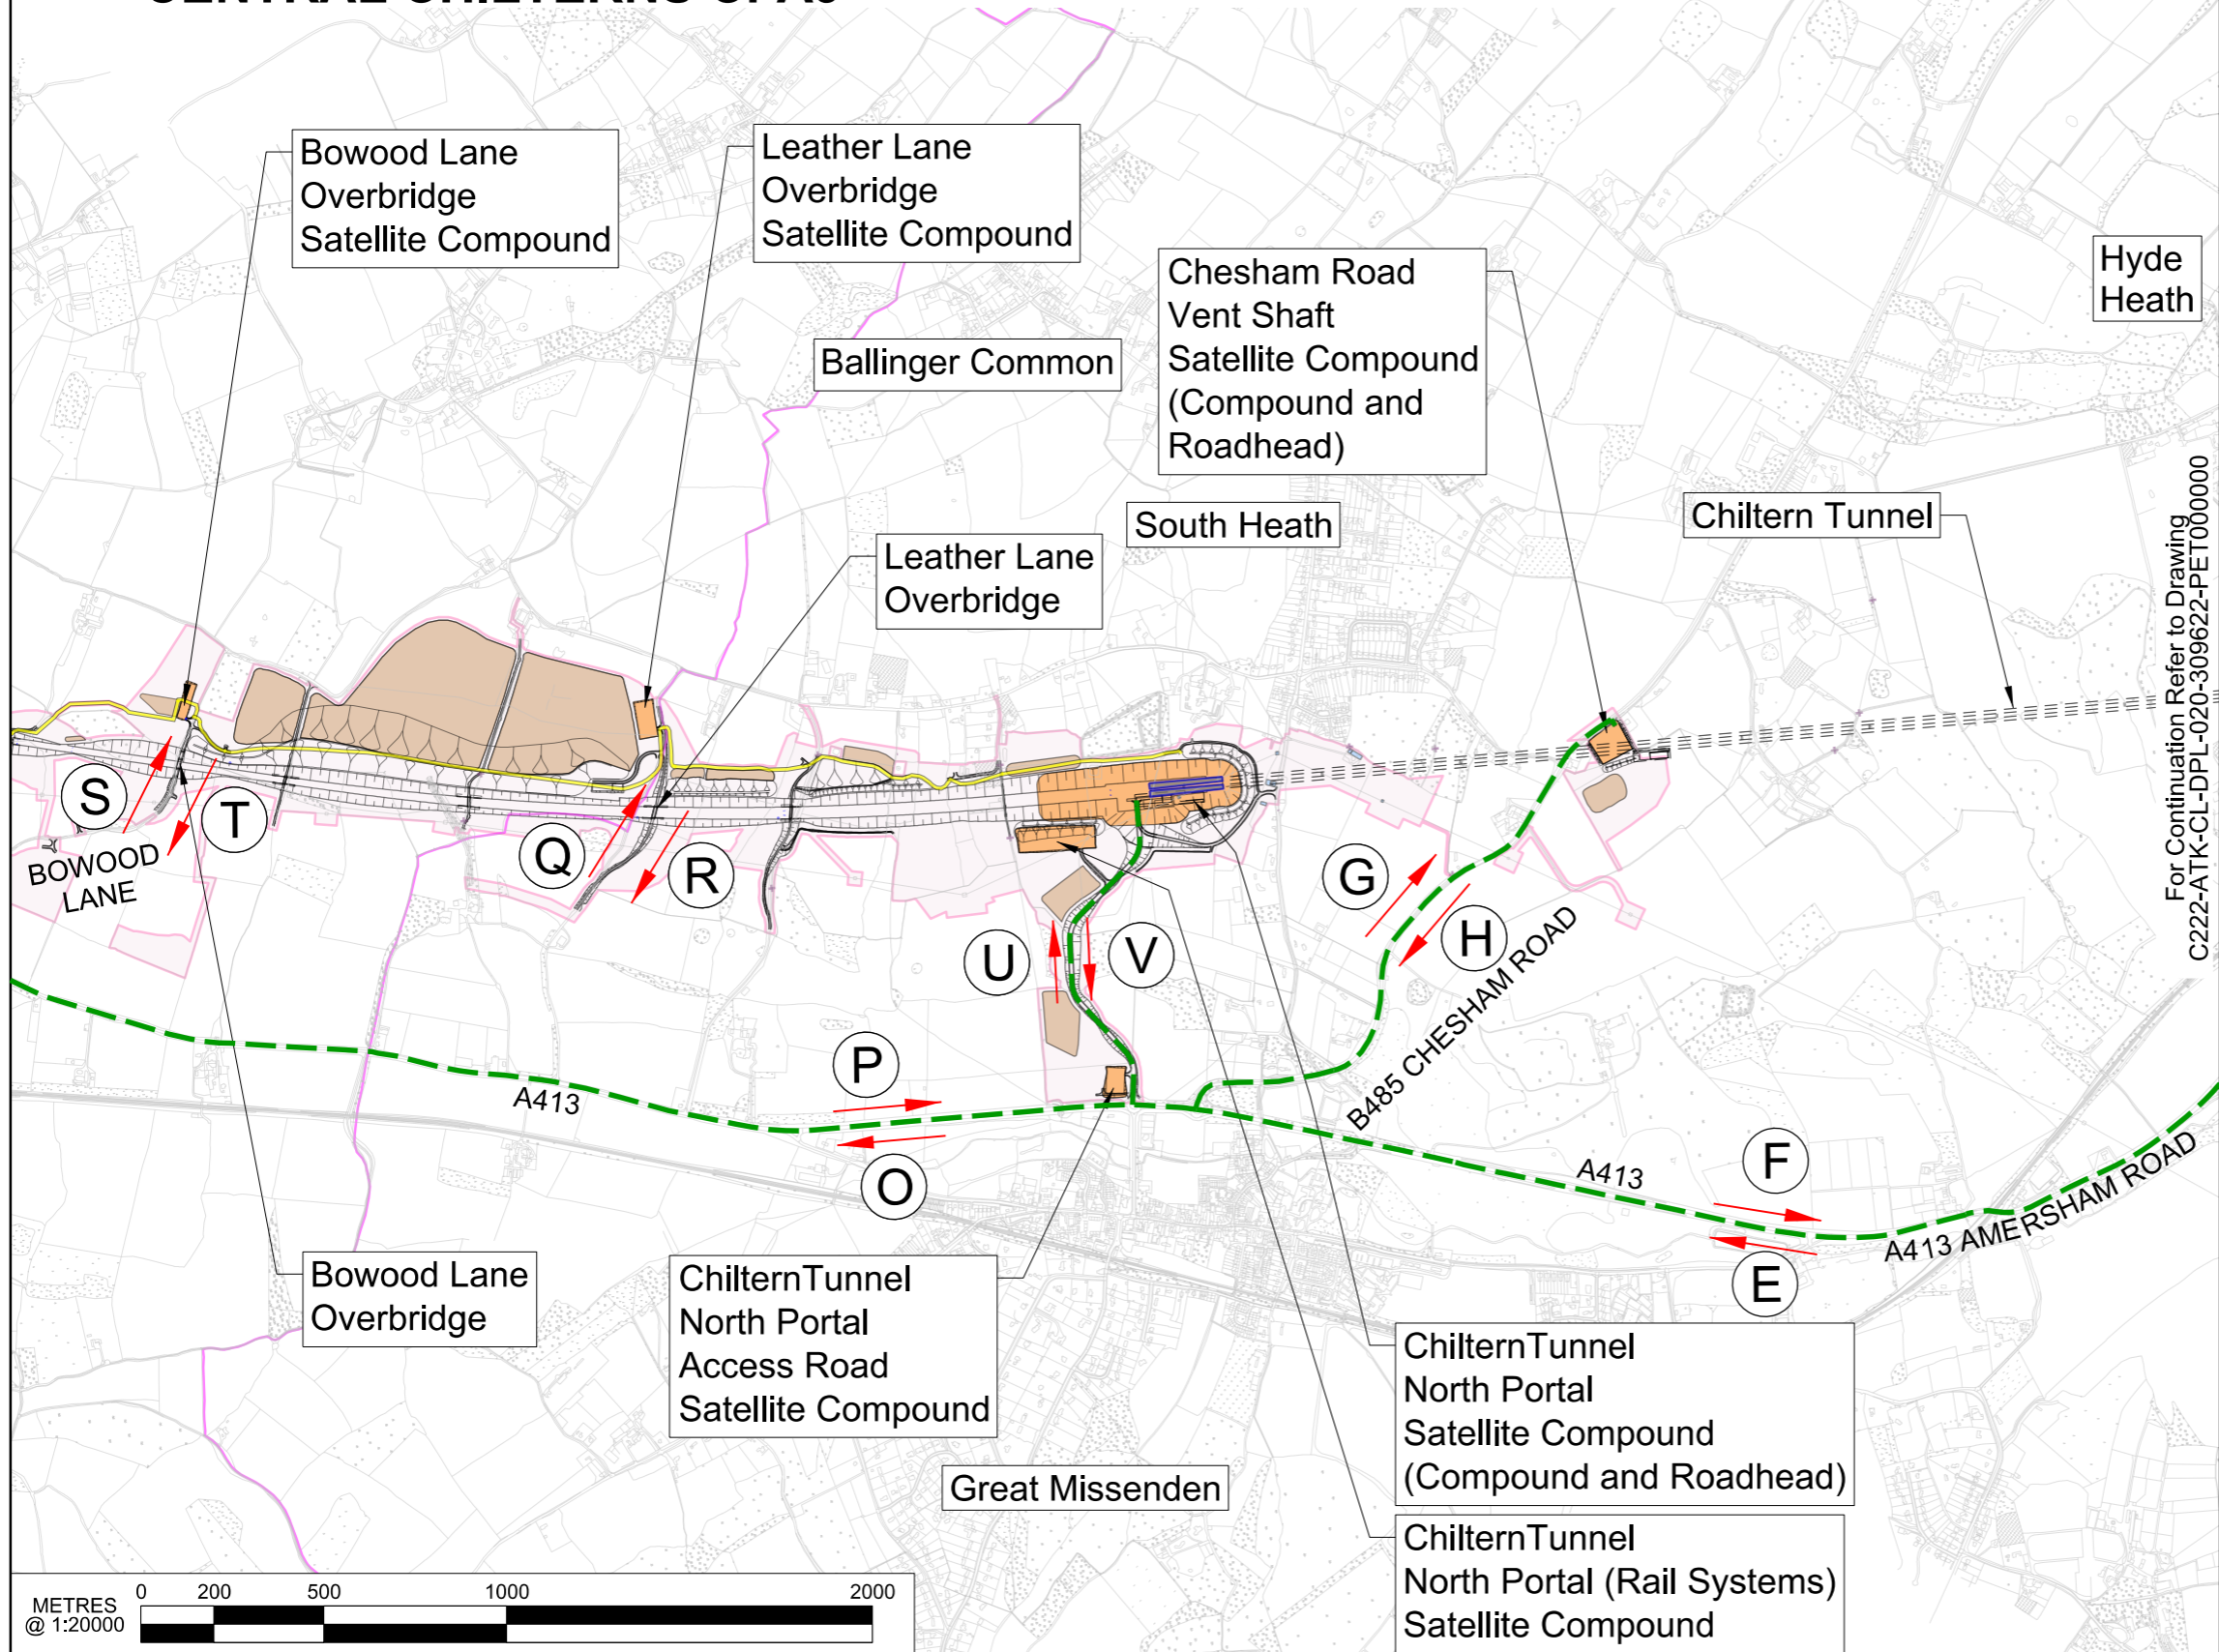 Bowood Lane
Overbridge
Satellite Compound
Leather Lane
Overbridge
Satellite Compound
Chesham Road
Vent Shaft
Satellite Compound
(Compound and
Roadhead)
Hyde
Heath
Ballinger Common
South Heath
Chiltern Tunnel
Leather Lane
Overbridge
For Continuation Refer to Drawing
C222-ATK-CL-DPL-020-309622-PET000000
S
T
BOWOOD
LANE
Q
R
G
H
U
V
B485 CHESHAM ROAD
P
A413
O
A413
F
E
A413 AMERSHAM ROAD
Bowood Lane
Overbridge
ChilternTunnel
North Portal
Access Road
Satellite Compound
ChilternTunnel
North Portal
Satellite Compound
(Compound and Roadhead)
Great Missenden
ChilternTunnel
North Portal (Rail Systems)
Satellite Compound
METRES
@ 1:20000
0 200 500 1000 2000